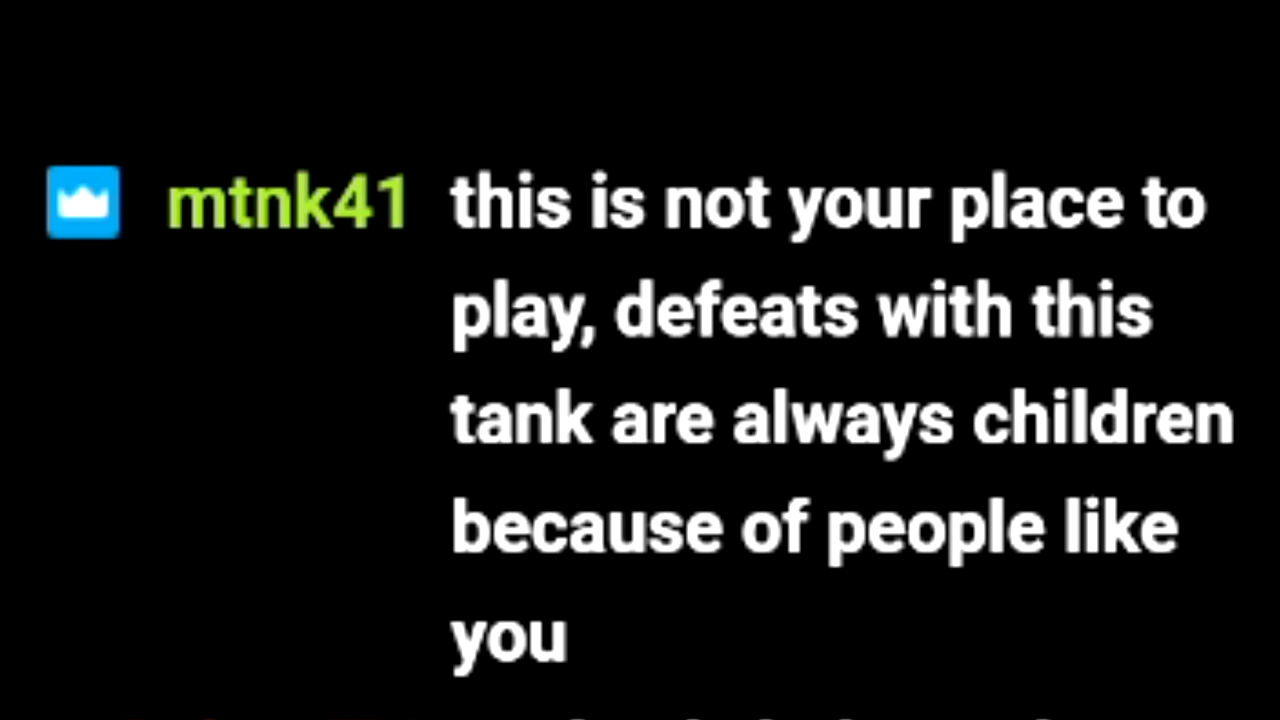 mtnk41 this is not your place to
play, defeats with this
tank are always children
because of people like
you